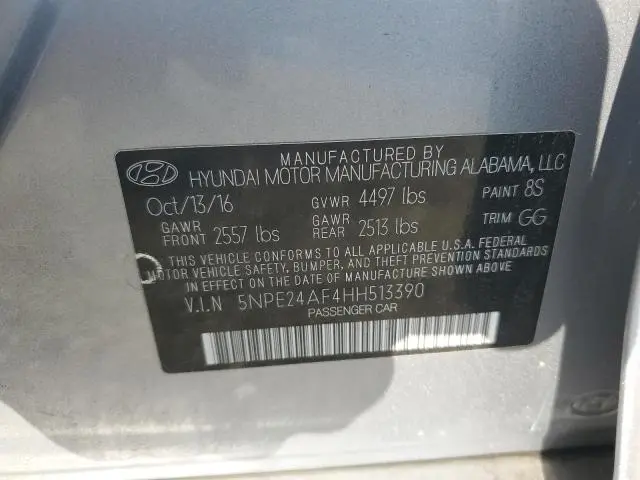 MANUFACTURED BY
HYUNDAI MOTOR MANUFACTURING ALABAMA, LLC
Oct/13/16 GVWR 4497 lbs PAINT 8S
GAWR FRONT 2557 lbs GAWR REAR 2513 lbs TRIM GG
THIS VEHICLE CONFORMS TO ALL APPLICABLE U.S.A. FEDERAL
MOTOR VEHICLE SAFETY, BUMPER, AND THEFT PREVENTION STANDARDS
IN EFFECT ON THE DATE OF MANUFACTURE SHOWN ABOVE.
V.I.N 5NPE24AF4HH513390
PASSENGER CAR